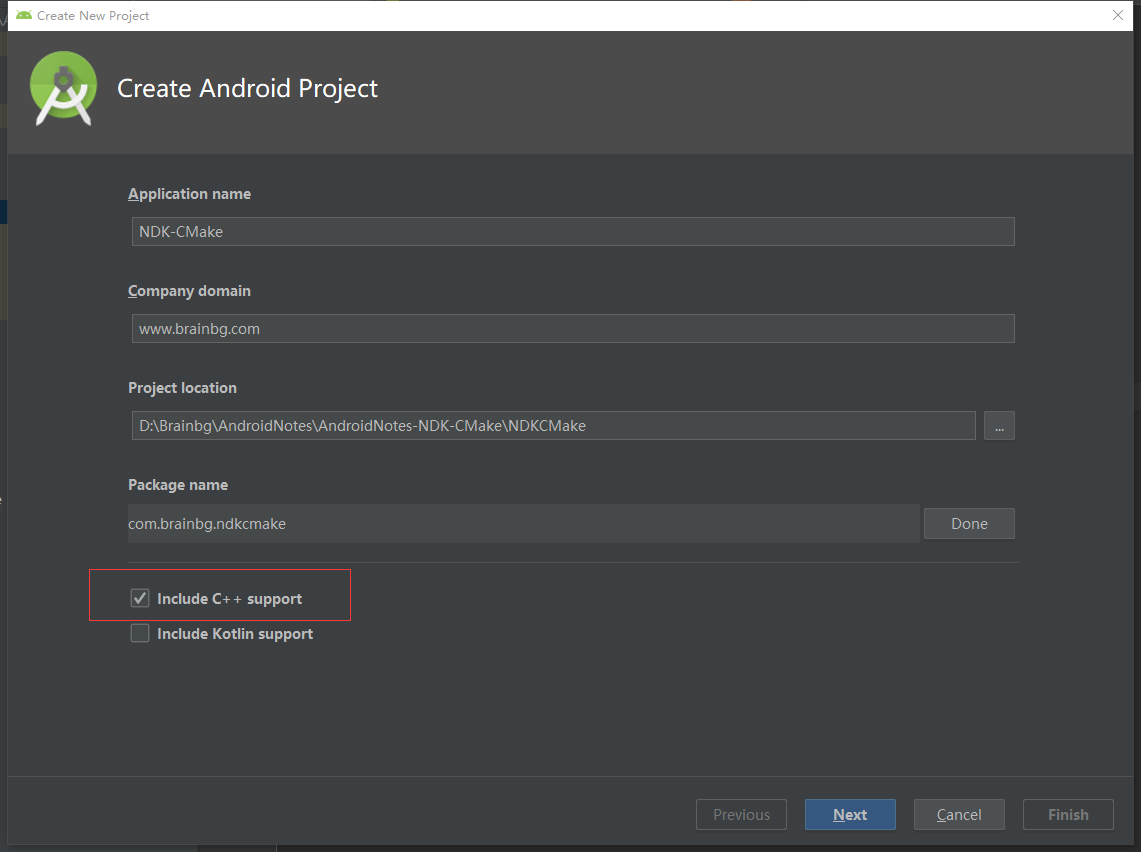 Create New Project
Create Android Project
Application name
NDK-CMake
Company domain
www.brainbg.com
Project location
D:\Brainbg\AndroidNotes\AndroidNotes-NDK-CMake\NDKCMake
...
Package name
com.brainbg.ndkcmake
Done
Include C++ support
Include Kotlin support
Previous
Next
Cancel
Finish